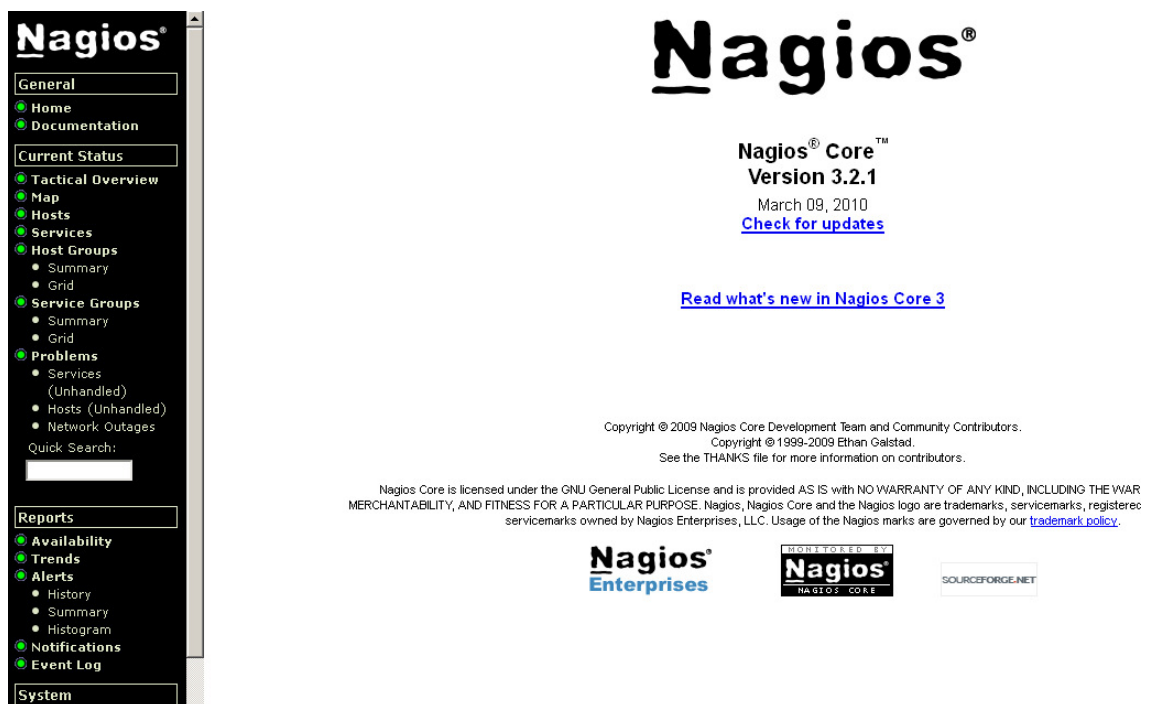 Nagios®
General
Home
Documentation
Current Status
Tactical Overview
Map
Hosts
Services
Host Groups
Summary
Grid
Service Groups
Summary
Grid
Problems
Services
(Unhandled)
Hosts (Unhandled)
Network Outages
Quick Search:
Reports
Availability
Trends
Alerts
History
Summary
Histogram
Notifications
Event Log
System
Nagios®
Nagios® Core™
Version 3.2.1
March 09, 2010
Check for updates
Read what's new in Nagios Core 3
Copyright © 2009 Nagios Core Development Team and Community Contributors.
Copyright © 1999-2009 Ethan Galstad.
See the THANKS file for more information on contributors.
Nagios Core is licensed under the GNU General Public License and is provided AS IS with NO WARRANTY OF ANY KIND, INCLUDING THE WAR
MERCHANTABILITY, AND FITNESS FOR A PARTICULAR PURPOSE. Nagios, Nagios Core and the Nagios logo are trademarks, servicemarks, registerec
servicemarks owned by Nagios Enterprises, LLC. Usage of the Nagios marks are governed by our trademark policy.
Nagios®
Enterprises
MONITORED BY
Nagios®
NAGIOS CORE
SOURCEFORGE.NET